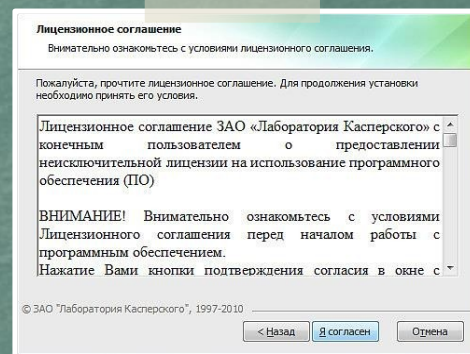 Лицензионное соглашение
Внимательно ознакомьтесь с условиями лицензионного соглашения.
Пожалуйста, прочтите лицензионное соглашение. Для продолжения установки
необходимо принять его условия.
Лицензионное соглашение ЗАО «Лаборатория Касперского» с
конечным пользователем о предоставлении
неисключительной лицензии на использование программного
обеспечения (ПО)
ВНИМАНИЕ! Внимательно ознакомьтесь с условиями
Лицензионного соглашения перед началом работы с
программным обеспечением.
Нажатие Вами кнопки подтверждения согласия в окне с
© ЗАО "Лаборатория Касперского", 1997-2010
< Назад
Я согласен
Отмена